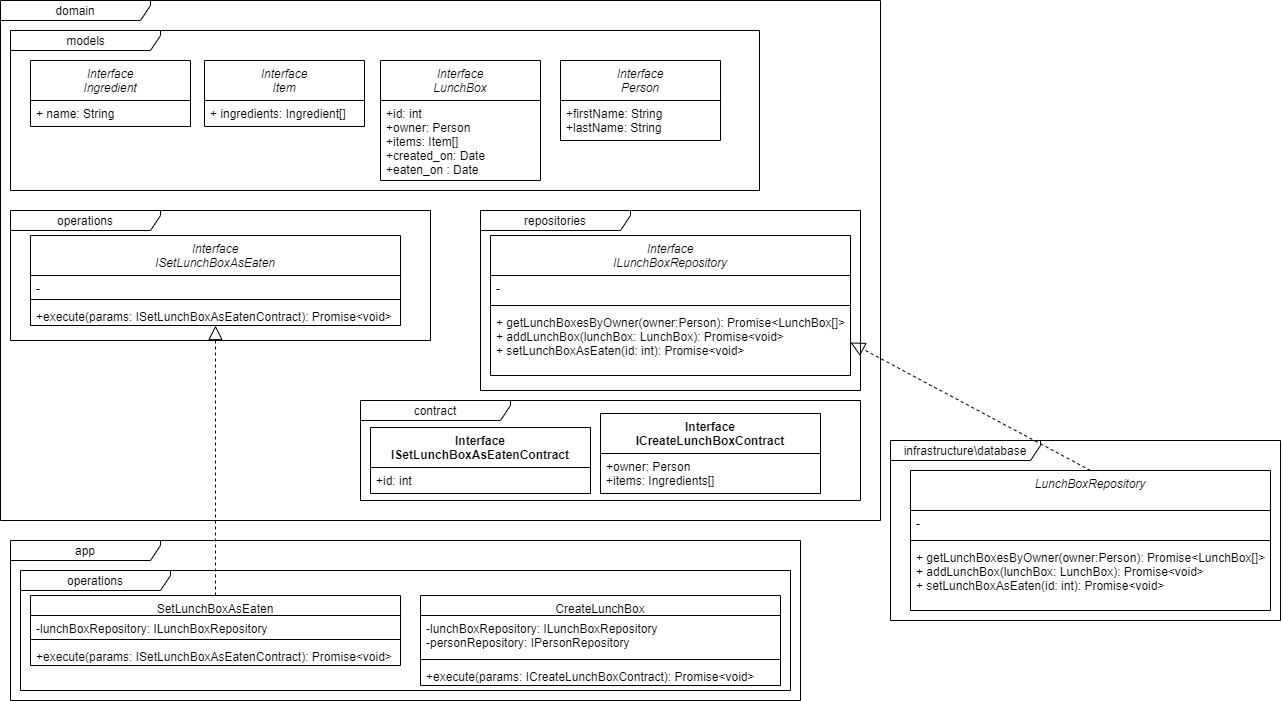 domain
models
Interface
Ingredient
+ name: String
Interface
Item
+ ingredients: Ingredient[]
Interface
LunchBox
+id: int
+owner: Person
+items: Item[]
+created_on: Date
+eaten_on : Date
Interface
Person
+firstName: String
+lastName: String
operations
Interface
ISetLunchBoxAsEaten
-
+execute(params: ISetLunchBoxAsEatenContract): Promise<void>
repositories
Interface
ILunchBoxRepository
-
+ getLunchBoxesByOwner(owner:Person): Promise<LunchBox[]>
+ addLunchBox(lunchBox: LunchBox): Promise<void>
+ setLunchBoxAsEaten(id: int): Promise<void>
contract
Interface
ISetLunchBoxAsEatenContract
+id: int
Interface
ICreateLunchBoxContract
+owner: Person
+items: Ingredients[]
infrastructure\database
LunchBoxRepository
-
+ getLunchBoxesByOwner(owner:Person): Promise<LunchBox[]>
+ addLunchBox(lunchBox: LunchBox): Promise<void>
+ setLunchBoxAsEaten(id: int): Promise<void>
app
operations
SetLunchBoxAsEaten
-lunchBoxRepository: ILunchBoxRepository
+execute(params: ISetLunchBoxAsEatenContract): Promise<void>
CreateLunchBox
-lunchBoxRepository: ILunchBoxRepository
-personRepository: IPersonRepository
+execute(params: ICreateLunchBoxContract): Promise<void>